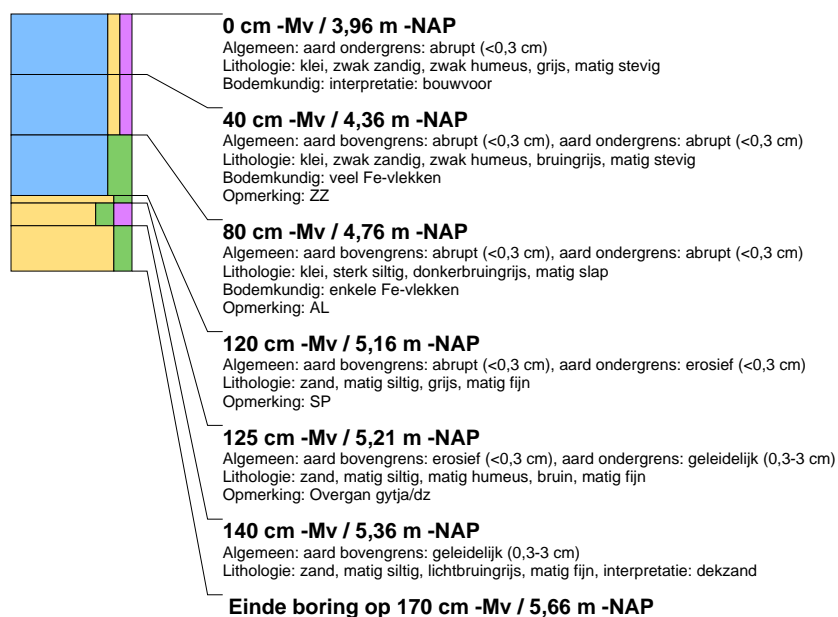 0 cm -Mv / 3,96 m -NAP
Algemeen: aard ondergrens: abrupt (<0,3 cm)
Lithologie: klei, zwak zandig, zwak humeus, grijs, matig stevig
Bodemkundig: interpretatie: bouwvoor
40 cm -Mv / 4,36 m -NAP
Algemeen: aard bovengrens: abrupt (<0,3 cm), aard ondergrens: abrupt (<0,3 cm)
Lithologie: klei, zwak zandig, zwak humeus, bruingrijs, matig stevig
Bodemkundig: veel Fe-vlekken
Opmerking: ZZ
80 cm -Mv / 4,76 m -NAP
Algemeen: aard bovengrens: abrupt (<0,3 cm), aard ondergrens: abrupt (<0,3 cm)
Lithologie: klei, sterk siltig, donkerbruingrijs, matig slap
Bodemkundig: enkele Fe-vlekken
Opmerking: AL
120 cm -Mv / 5,16 m -NAP
Algemeen: aard bovengrens: abrupt (<0,3 cm), aard ondergrens: erosief (<0,3 cm)
Lithologie: zand, matig siltig, grijs, matig fijn
Opmerking: SP
125 cm -Mv / 5,21 m -NAP
Algemeen: aard bovengrens: erosief (<0,3 cm), aard ondergrens: geleidelijk (0,3-3 cm)
Lithologie: zand, matig siltig, matig humeus, bruin, matig fijn
Opmerking: Overgan gytja/dz
140 cm -Mv / 5,36 m -NAP
Algemeen: aard bovengrens: geleidelijk (0,3-3 cm)
Lithologie: zand, matig siltig, lichtbruingrijs, matig fijn, interpretatie: dekzand
Einde boring op 170 cm -Mv / 5,66 m -NAP